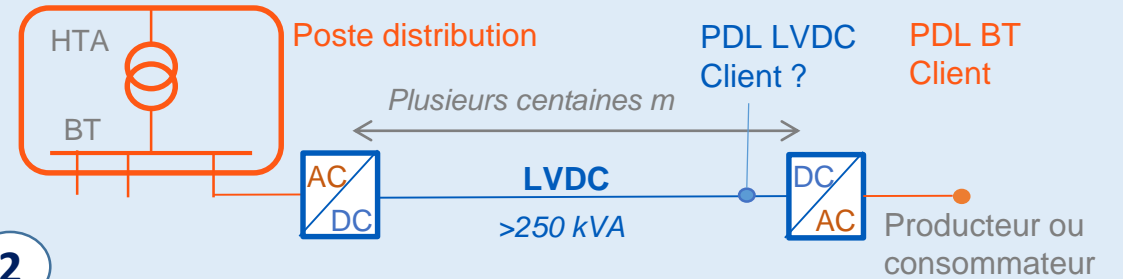 HTA
Poste distribution
BT
PDL LVDC
Client ?
PDL BT
Client
Plusieurs centaines m
AC
DC
LVDC
>250 kVA
DC
AC
Producteur ou
consommateur
2